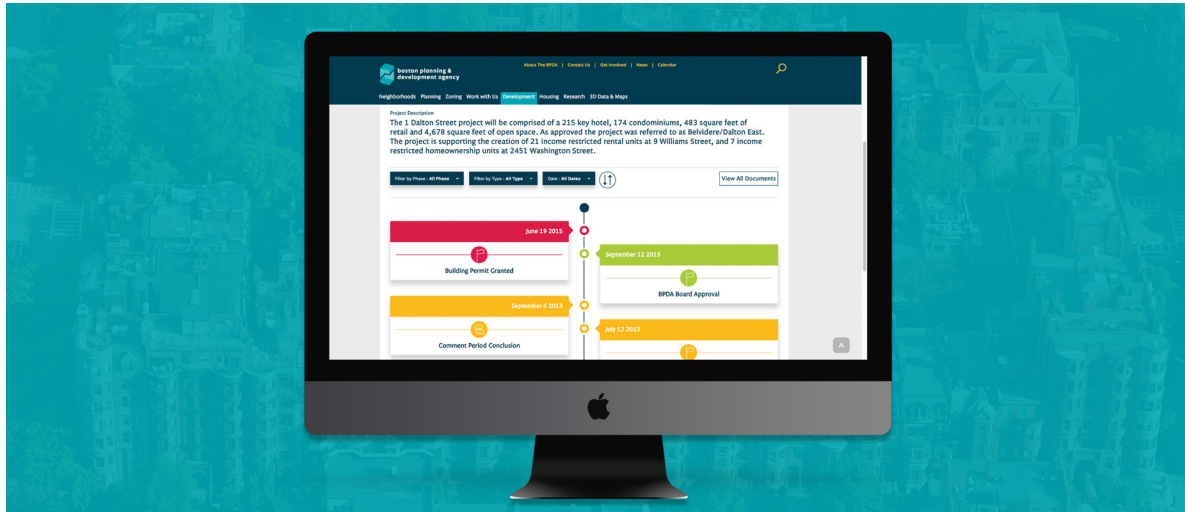 boston planning &
development agency
About The BPDA | Contact Us | Get Involved | News | Calendar
Neighborhoods Planning Zoning Work with Us Development Housing Research 3D Data & Maps
Project Description
The 1 Dalton Street project will be comprised of a 215 key hotel, 174 condominiums, 483 square feet of
retail and 4,678 square feet of open space. As approved the project was referred to as Belvidere/Dalton East.
The project is supporting the creation of 21 income restricted rental units at 9 Williams Street, and 7 income
restricted homeownership units at 2451 Washington Street.
Filter by Phase : All Phase
Filter by Type : All Type
Date : All Dates
View All Documents
June 19 2015
Building Permit Granted
September 12 2013
BPDA Board Approval
September 6 2013
Comment Period Conclusion
July 12 2013